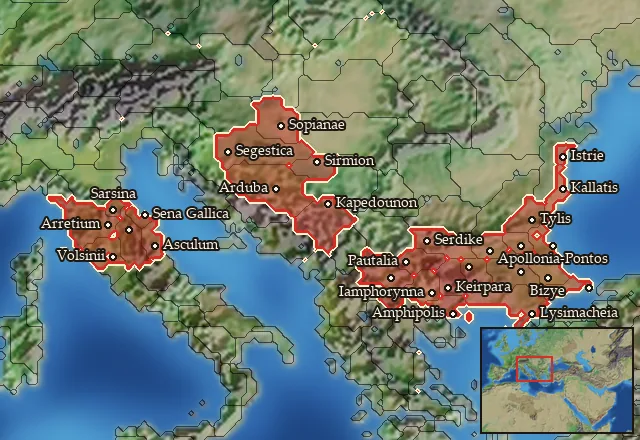 Sopianae
Segestica
Istrie
Sirmion
Arduba
Kallatis
Sarsina
Kapedounon
Sena Gallica
Arretium
Tylis
Serdike
Asculum
Volsinii
Pautalia
Apollonia-Pontos
Keirpara
Iamphorynna
Bizye
Amphipolis
Lysimacheia